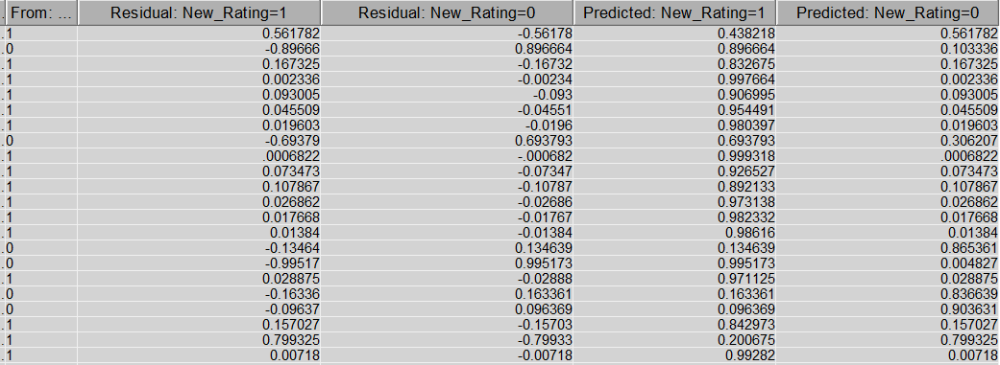 From: ... Residual: New_Rating=1 Residual: New_Rating=0 Predicted: New_Rating=1 Predicted: New_Rating=0
.1 0.561782 -0.56178 0.438218 0.561782
.0 -0.89666 0.896664 0.896664 0.103336
.1 0.167325 -0.16732 0.832675 0.167325
.1 0.002336 -0.00234 0.997664 0.002336
.1 0.093005 -0.093 0.906995 0.093005
.1 0.045509 -0.04551 0.954491 0.045509
.1 0.019603 -0.0196 0.980397 0.019603
.0 -0.69379 0.693793 0.693793 0.306207
.1 .0006822 -.000682 0.999318 .0006822
.1 0.073473 -0.07347 0.926527 0.073473
.1 0.107867 -0.10787 0.892133 0.107867
.1 0.026862 -0.02686 0.973138 0.026862
.1 0.017668 -0.01767 0.982332 0.017668
.1 0.01384 -0.01384 0.98616 0.01384
.0 -0.13464 0.134639 0.134639 0.865361
.0 -0.99517 0.995173 0.995173 0.004827
.1 0.028875 -0.02888 0.971125 0.028875
.0 -0.16336 0.163361 0.163361 0.836639
.0 -0.09637 0.096369 0.096369 0.903631
.1 0.157027 -0.15703 0.842973 0.157027
.1 0.799325 -0.79933 0.200675 0.799325
.1 0.00718 -0.00718 0.99282 0.00718